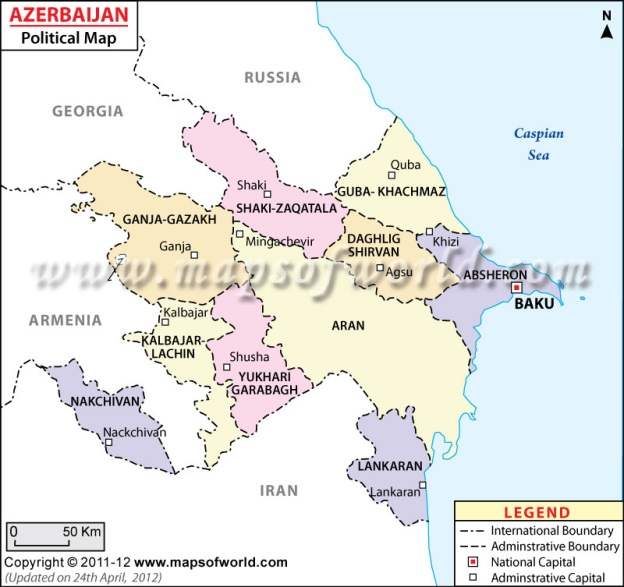 AZERBAIJAN
Political Map
N
RUSSIA
GEORGIA
Caspian
Sea
Quba
GUBA- KHACHMAZ
Shaki
SHAKI-ZAQATALA
GANJA-GAZAKH
Mingachevir
DAGHLIG
SHIRVAN
Khizi
Ganja
Agsu
ABSHERON
www.mapsofworld.com
BAKU
ARMENIA
Kalbajar
KALBAJAR-
LACHIN
ARAN
Shusha
YUKHARI
GARABAGH
NAKCHIVAN
Nackchivan
LANKARAN
Lankaran
IRAN
LEGEND
International Boundary
Adminstrative Boundary
National Capital
Adminstrative Capital
0 50 Km
Copyright © 2011-12 www.mapsofworld.com
(Updated on 24th April, 2012)